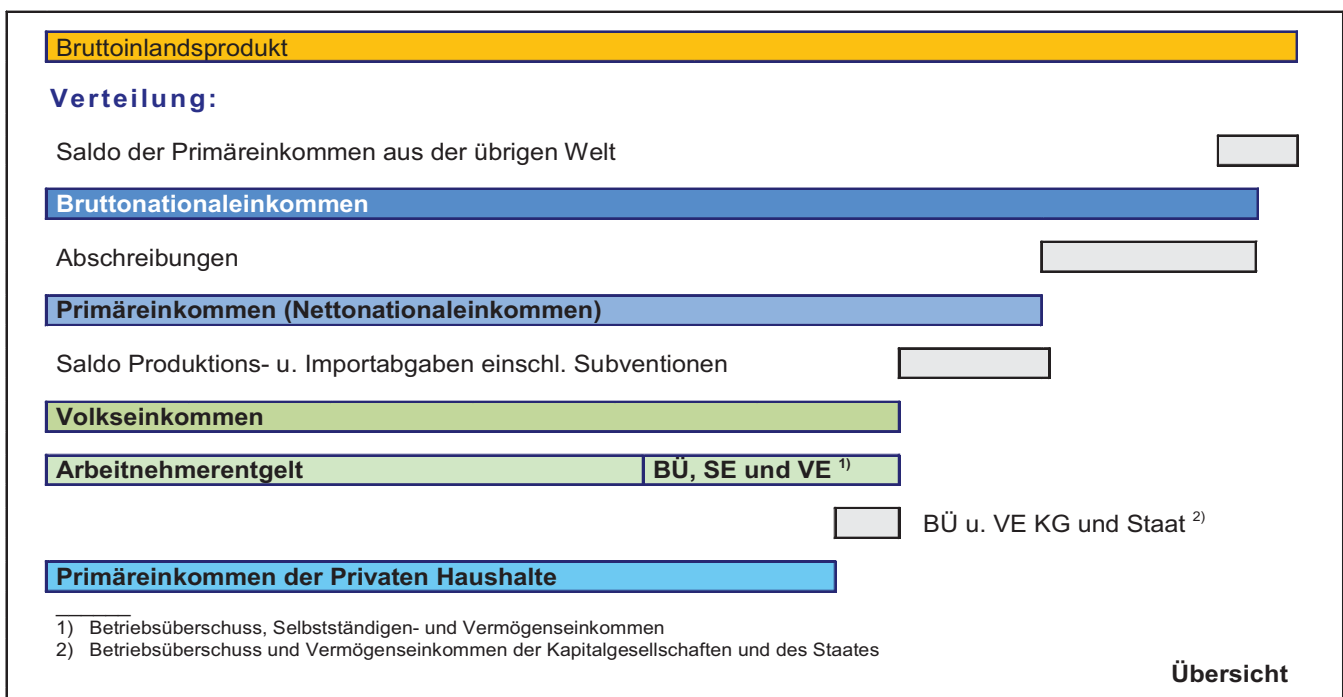 Bruttoinlandsprodukt
Verteilung:
Saldo der Primäreinkommen aus der übrigen Welt
Bruttonationaleinkommen
Abschreibungen
Primäreinkommen (Nettonationaleinkommen)
Saldo Produktions- u. Importabgaben einschl. Subventionen
Volkseinkommen
Arbeitnehmerentgelt BÜ, SE und VE 1)
BÜ u. VE KG und Staat 2)
Primäreinkommen der Privaten Haushalte
1) Betriebsüberschuss, Selbstständigen- und Vermögenseinkommen
2) Betriebsüberschuss und Vermögenseinkommen der Kapitalgesellschaften und des Staates
Übersicht